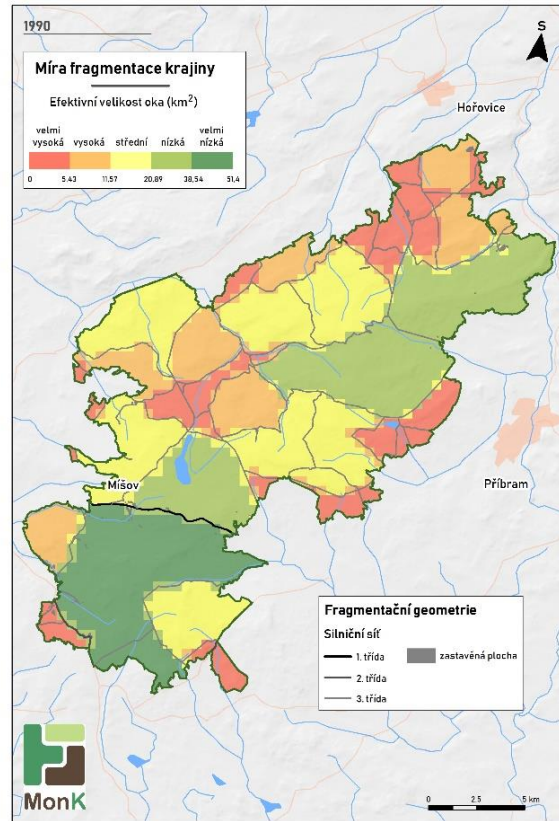 1990
S
Míra fragmentace krajiny
Efektivní velikost oka (km²)
velmi vysoká vysoká střední nízká velmi nízká
0 5,43 11,57 20,89 38,54 51,4
Hořovice
Míšov
Příbram
Fragmentační geometrie
Silniční síť
1. třída
zastavěná plocha
2. třída
3. třída
MonK
0 2.5 5 km